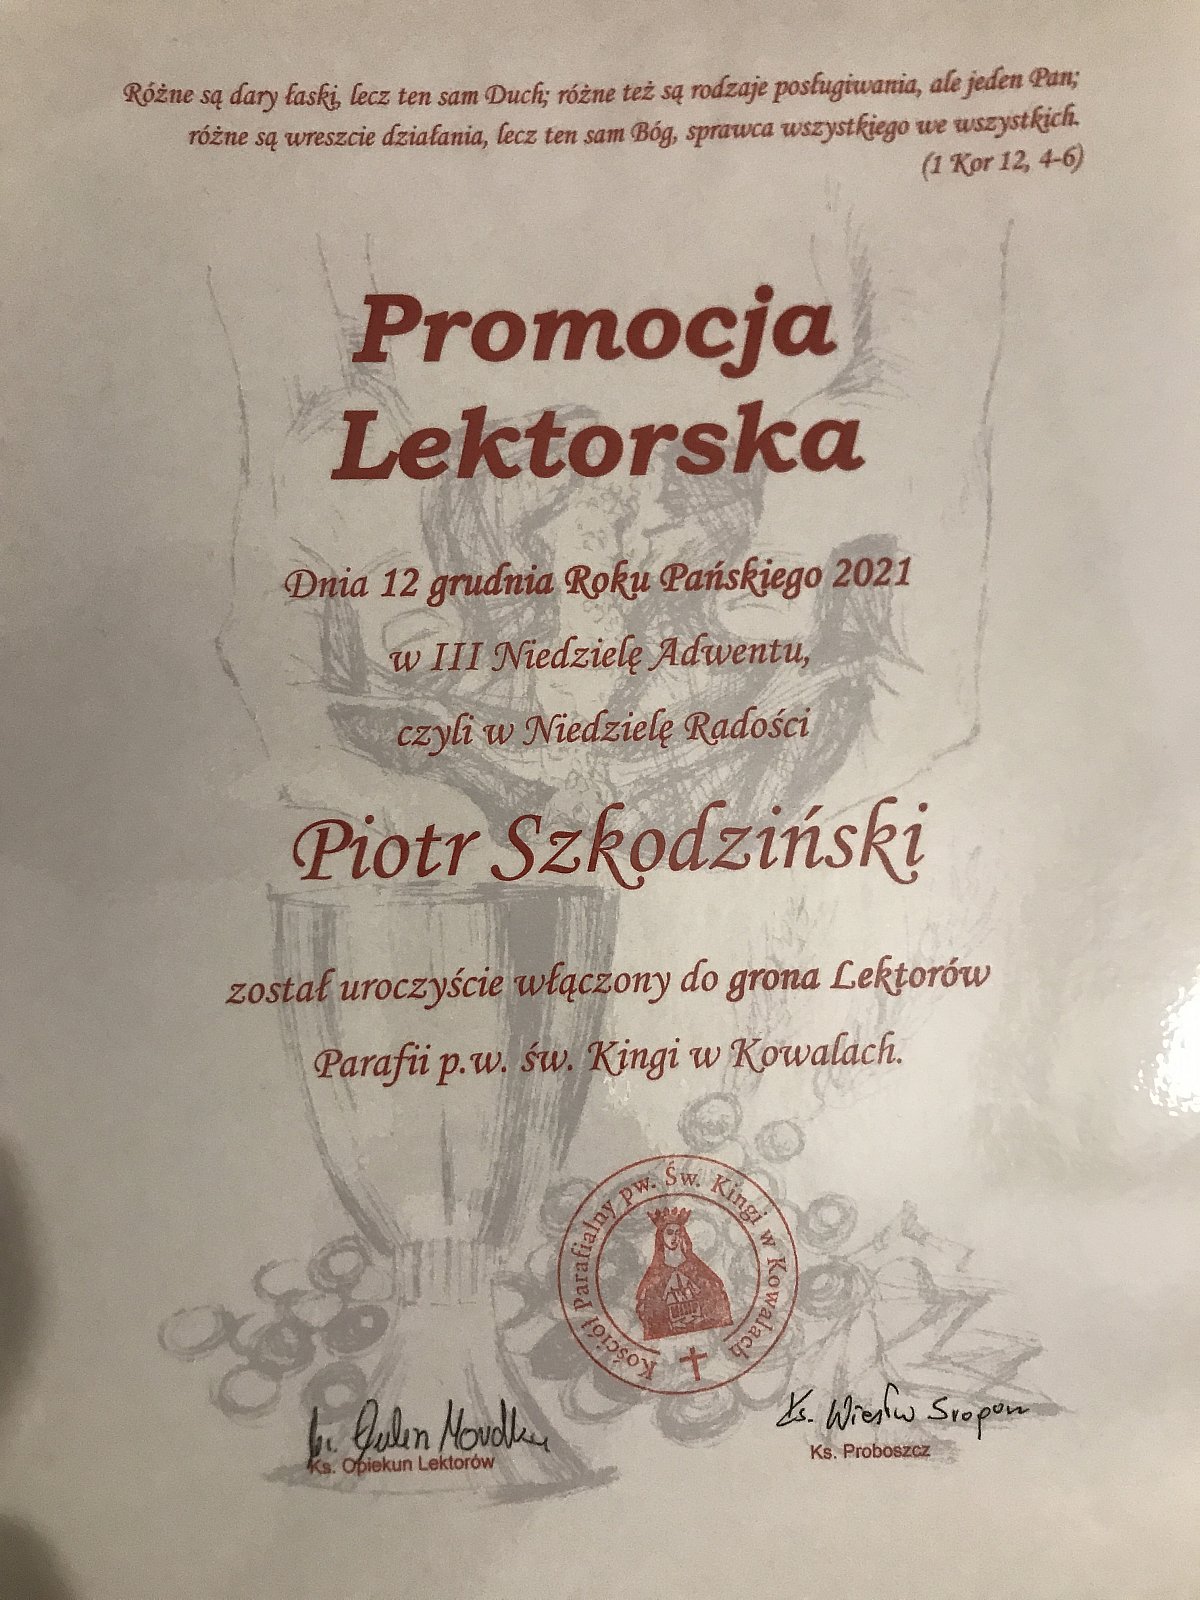 Różne są dary łaski, lecz ten sam Duch; różne też są rodzaje posługiwania, ale jeden Pan;
różne są wreszcie działania, lecz ten sam Bóg, sprawca wszystkiego we wszystkich.
(1 Kor 12, 4-6)
Promocja
Lektorska
Dnia 12 grudnia Roku Pańskiego 2021
w III Niedzielę Adwentu,
czyli w Niedzielę Radości
Piotr Szkodziński
został uroczyście włączony do grona Lektorów
Parafii p.w. św. Kingi w Kowalach.
Kościół Parafialny pw. Św. Kingi w Kowalach
Ks. Wiesław
Ks. Opiekun Lektorów
Ks. Proboszcz